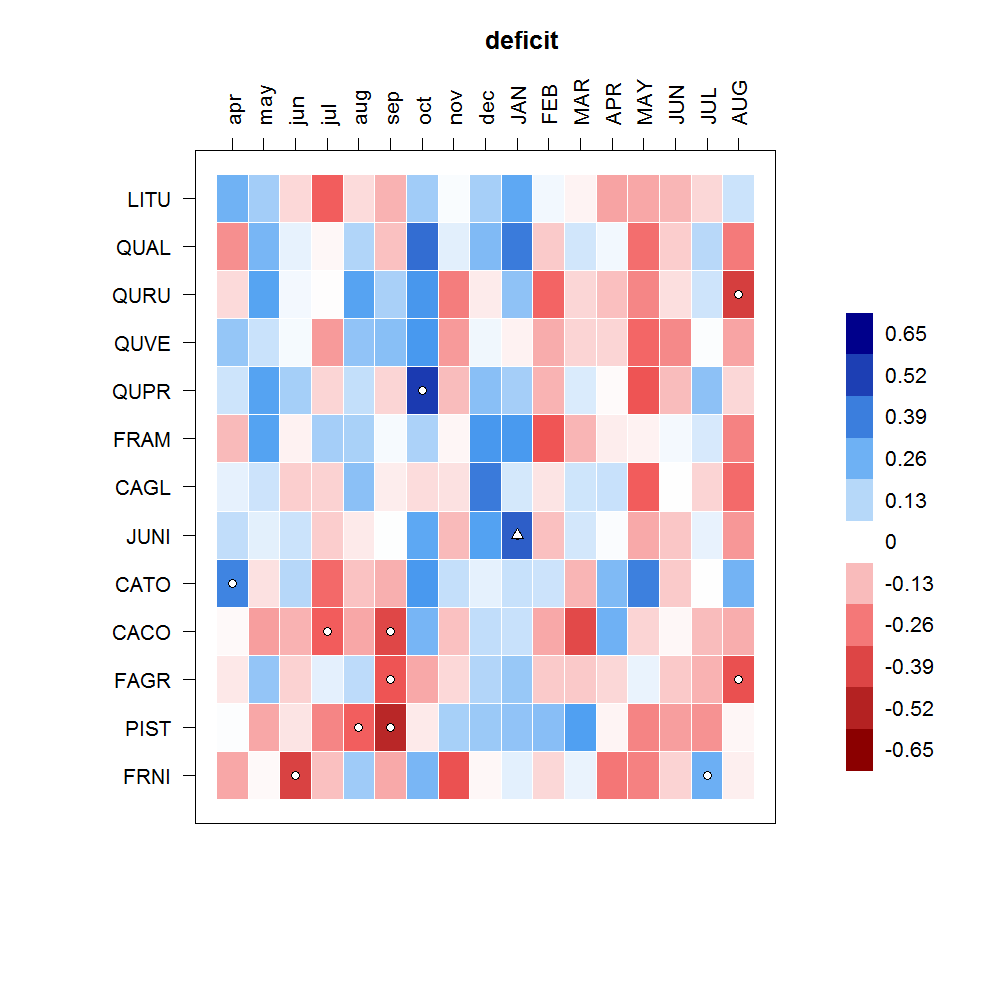 deficit
apr may jun jul aug sep oct nov dec JAN FEB MAR APR MAY JUN JUL AUG
LITU
QUAL
QURU
QUVE
QUPR
FRAM
CAGL
JUNI
CATO
CACO
FAGR
PIST
FRNI
0.65
0.52
0.39
0.26
0.13
0
-0.13
-0.26
-0.39
-0.52
-0.65